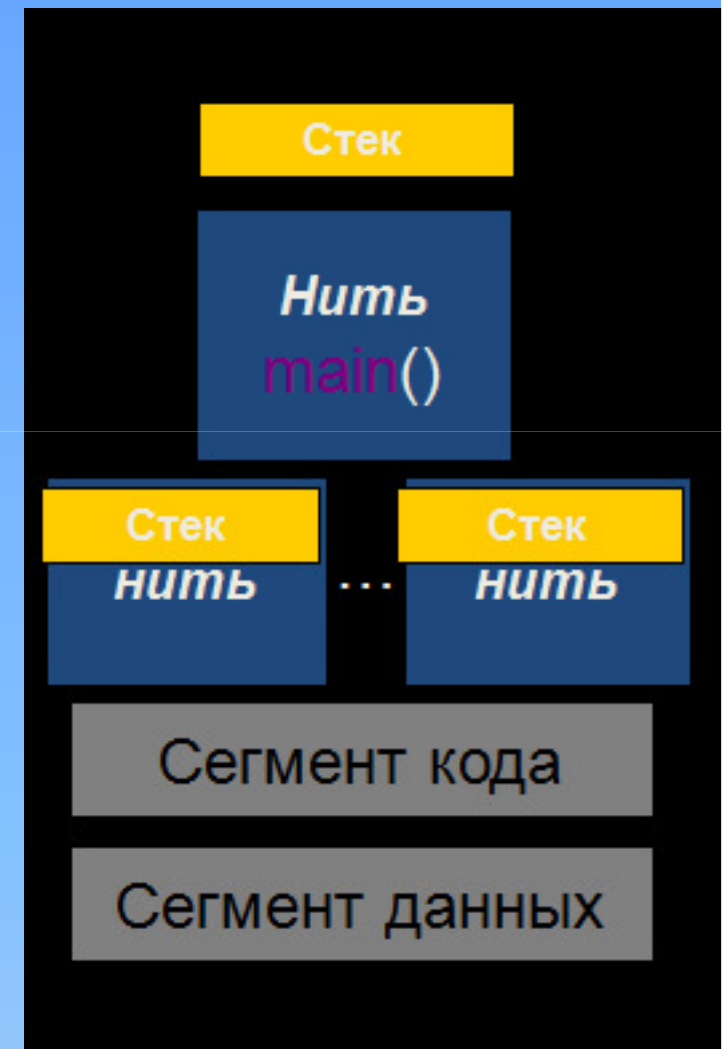 Стек
Нить
main()
Стек Стек
нить ... нить
Сегмент кода
Сегмент данных